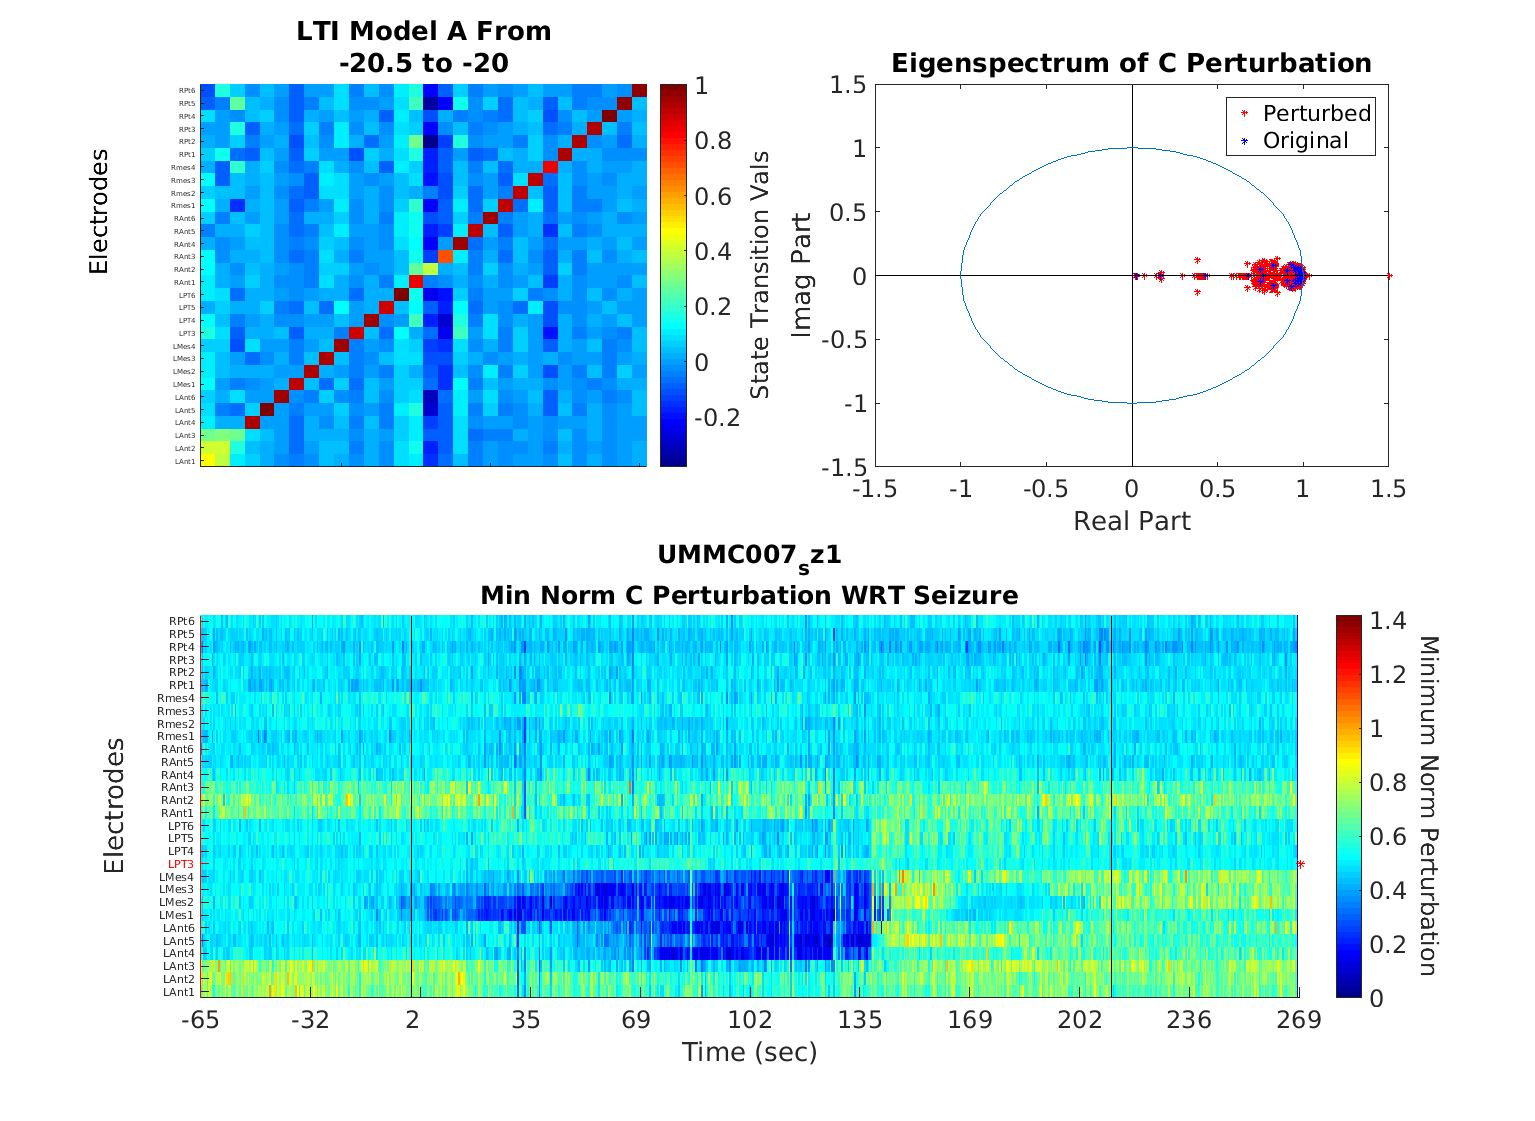 LTI Model A From
-20.5 to -20
Electrodes
RPt6
RPt5
RPt4
RPt3
RPt2
RPt1
Rmes4
Rmes3
Rmes2
Rmes1
RAnt6
RAnt5
RAnt4
RAnt3
RAnt2
RAnt1
LPT6
LPT5
LPT4
LPT3
LMes4
LMes3
LMes2
LMes1
LAnt6
LAnt5
LAnt4
LAnt3
LAnt2
LAnt1
1
0.8
0.6
0.4
0.2
0
-0.2
State Transition Vals
Eigenspectrum of C Perturbation
Perturbed
Original
1.5
1
0.5
0
-0.5
-1
-1.5
Imag Part
-1.5 -1 -0.5 0 0.5 1 1.5
Real Part
UMMC007sz1
Min Norm C Perturbation WRT Seizure
Electrodes
RPt6
RPt5
RPt4
RPt3
RPt2
RPt1
Rmes4
Rmes3
Rmes2
Rmes1
RAnt6
RAnt5
RAnt4
RAnt3
RAnt2
RAnt1
LPT6
LPT5
LPT4
LPT3
LMes4
LMes3
LMes2
LMes1
LAnt6
LAnt5
LAnt4
LAnt3
LAnt2
LAnt1
-65 -32 2 35 69 102 135 169 202 236 269
Time (sec)
1.4
1.2
1
0.8
0.6
0.4
0.2
0
Minimum Norm Perturbation